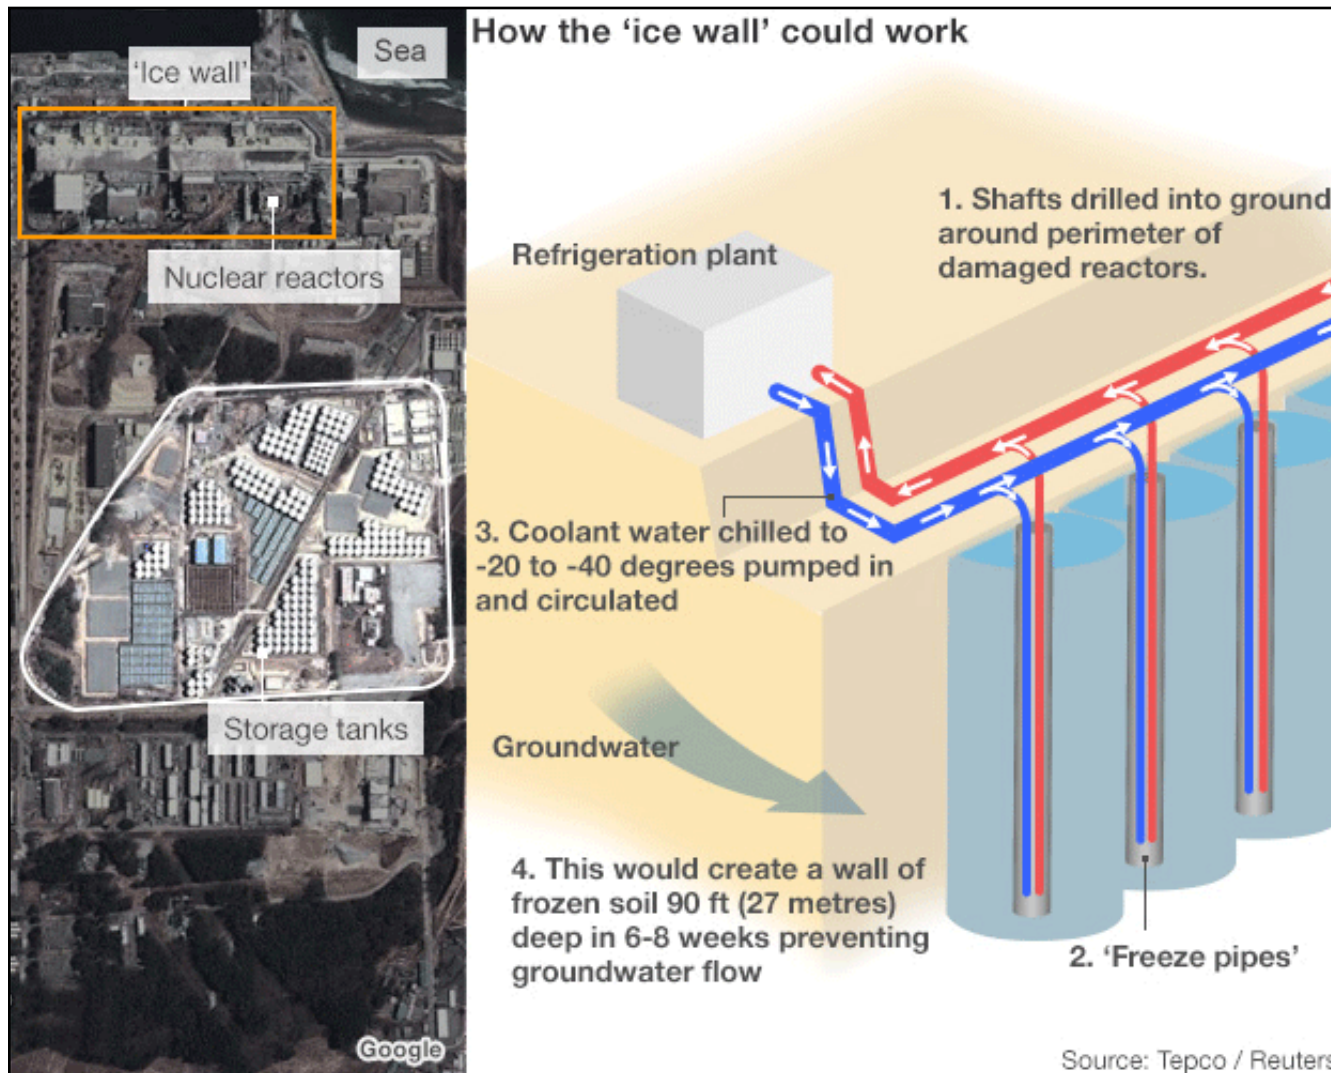 How the ‘ice wall’ could work
Sea
‘Ice wall’
Nuclear reactors
Storage tanks
Google
Refrigeration plant
1. Shafts drilled into ground
around perimeter of
damaged reactors.
3. Coolant water chilled to
-20 to -40 degrees pumped in
and circulated
Groundwater
4. This would create a wall of
frozen soil 90 ft (27 metres)
deep in 6-8 weeks preventing
groundwater flow
2. ‘Freeze pipes’
Source: Tepco / Reuters